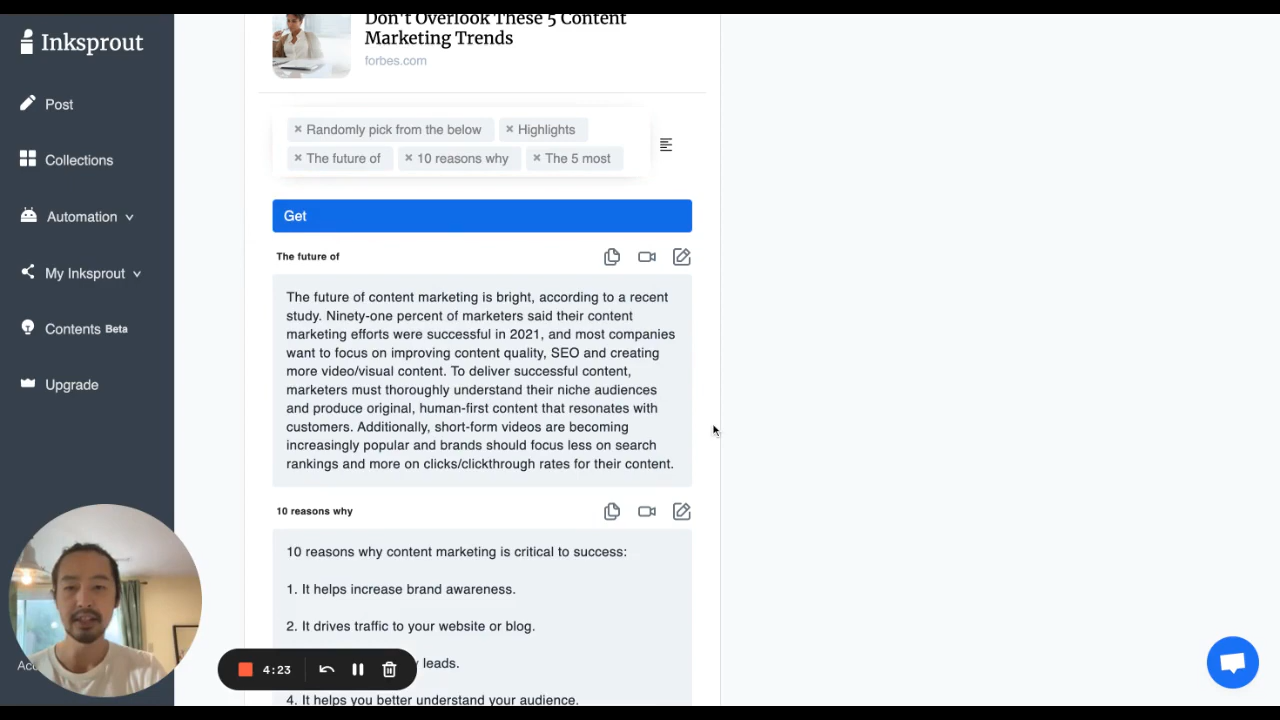 Don't Overlook These 5 Content
Marketing Trends
forbes.com
Inksprout
Post
Collections
Automation
My Inksprout
Contents Beta
Upgrade
× Randomly pick from the below × Highlights
× The future of × 10 reasons why × The 5 most
Get
The future of
The future of content marketing is bright, according to a recent
study. Ninety-one percent of marketers said their content
marketing efforts were successful in 2021, and most companies
want to focus on improving content quality, SEO and creating
more video/visual content. To deliver successful content,
marketers must thoroughly understand their niche audiences
and produce original, human-first content that resonates with
customers. Additionally, short-form videos are becoming
increasingly popular and brands should focus less on search
rankings and more on clicks/clickthrough rates for their content.
10 reasons why
10 reasons why content marketing is critical to success:
1. It helps increase brand awareness.
2. It drives traffic to your website or blog.
leads.
4. It helps you better understand your audience.
4:23